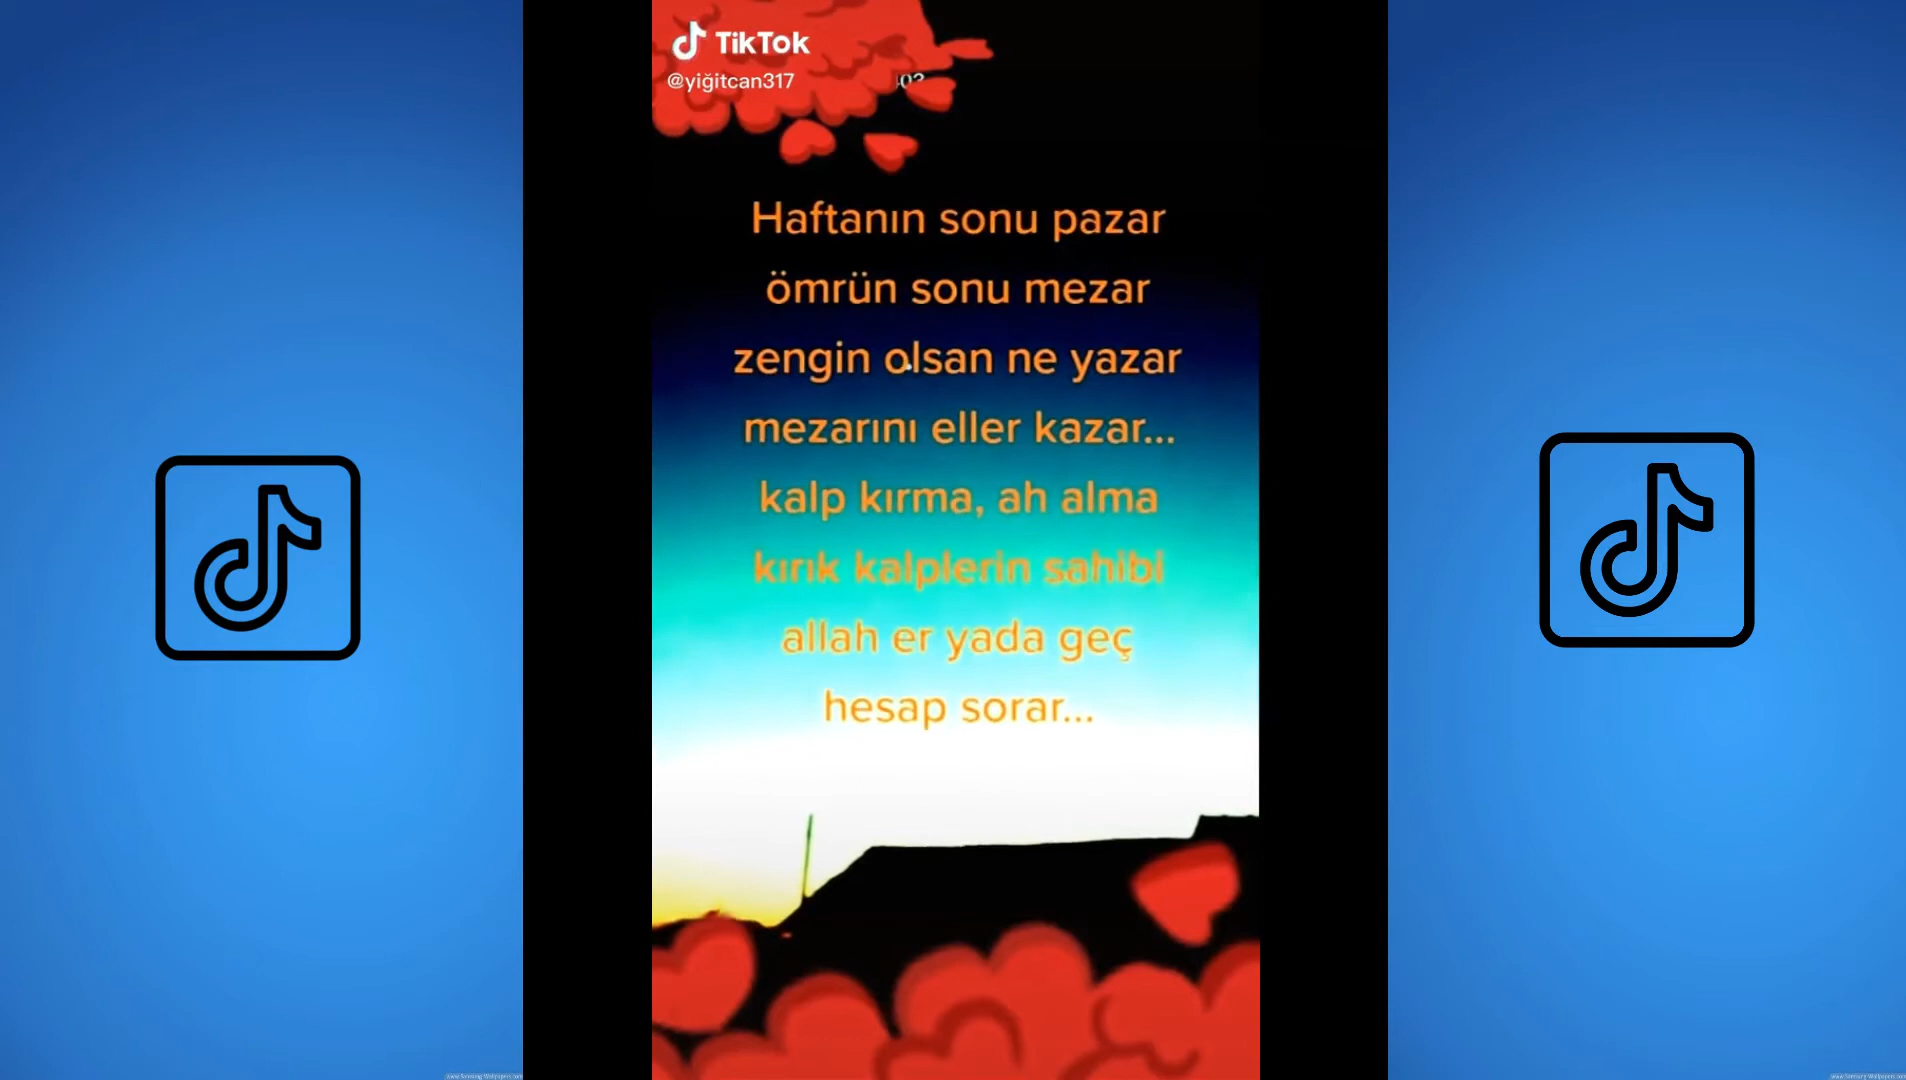 TikTok
@yiğitcan317
Haftanın sonu pazar
ömrün sonu mezar
zengin olsan ne yazar
mezarını eller kazar...
kalp kırma, ah alma
kırık kalplerin sahibi
allah er yada geç
hesap sorar...